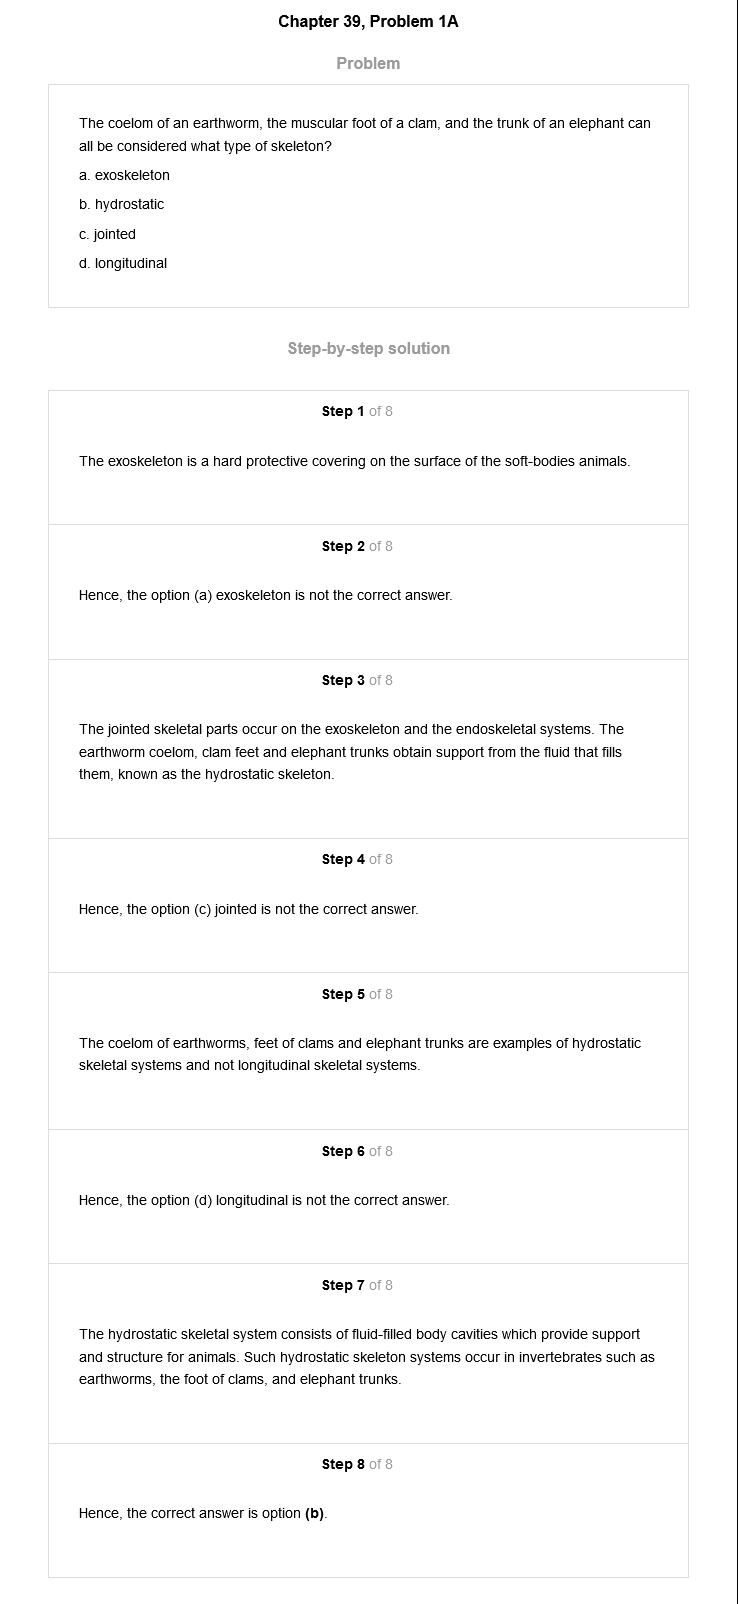 Chapter 39, Problem 1A
Problem
The coelom of an earthworm, the muscular foot of a clam, and the trunk of an elephant can
all be considered what type of skeleton?
a. exoskeleton
b. hydrostatic
c. jointed
d. longitudinal
Step-by-step solution
Step 1 of 8
The exoskeleton is a hard protective covering on the surface of the soft-bodies animals.
Step 2 of 8
Hence, the option (a) exoskeleton is not the correct answer.
Step 3 of 8
The jointed skeletal parts occur on the exoskeleton and the endoskeletal systems. The
earthworm coelom, clam feet and elephant trunks obtain support from the fluid that fills
them, known as the hydrostatic skeleton.
Step 4 of 8
Hence, the option (c) jointed is not the correct answer.
Step 5 of 8
The coelom of earthworms, feet of clams and elephant trunks are examples of hydrostatic
skeletal systems and not longitudinal skeletal systems.
Step 6 of 8
Hence, the option (d) longitudinal is not the correct answer.
Step 7 of 8
The hydrostatic skeletal system consists of fluid-filled body cavities which provide support
and structure for animals. Such hydrostatic skeleton systems occur in invertebrates such as
earthworms, the foot of clams, and elephant trunks.
Step 8 of 8
Hence, the correct answer is option (b).